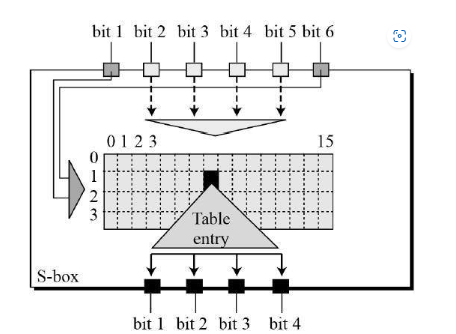 bit 1 bit 2 bit 3 bit 4 bit 5 bit 6
0 1 2 3 15
0
1
2
3
Table
entry
S-box
bit 1 bit 2 bit 3 bit 4